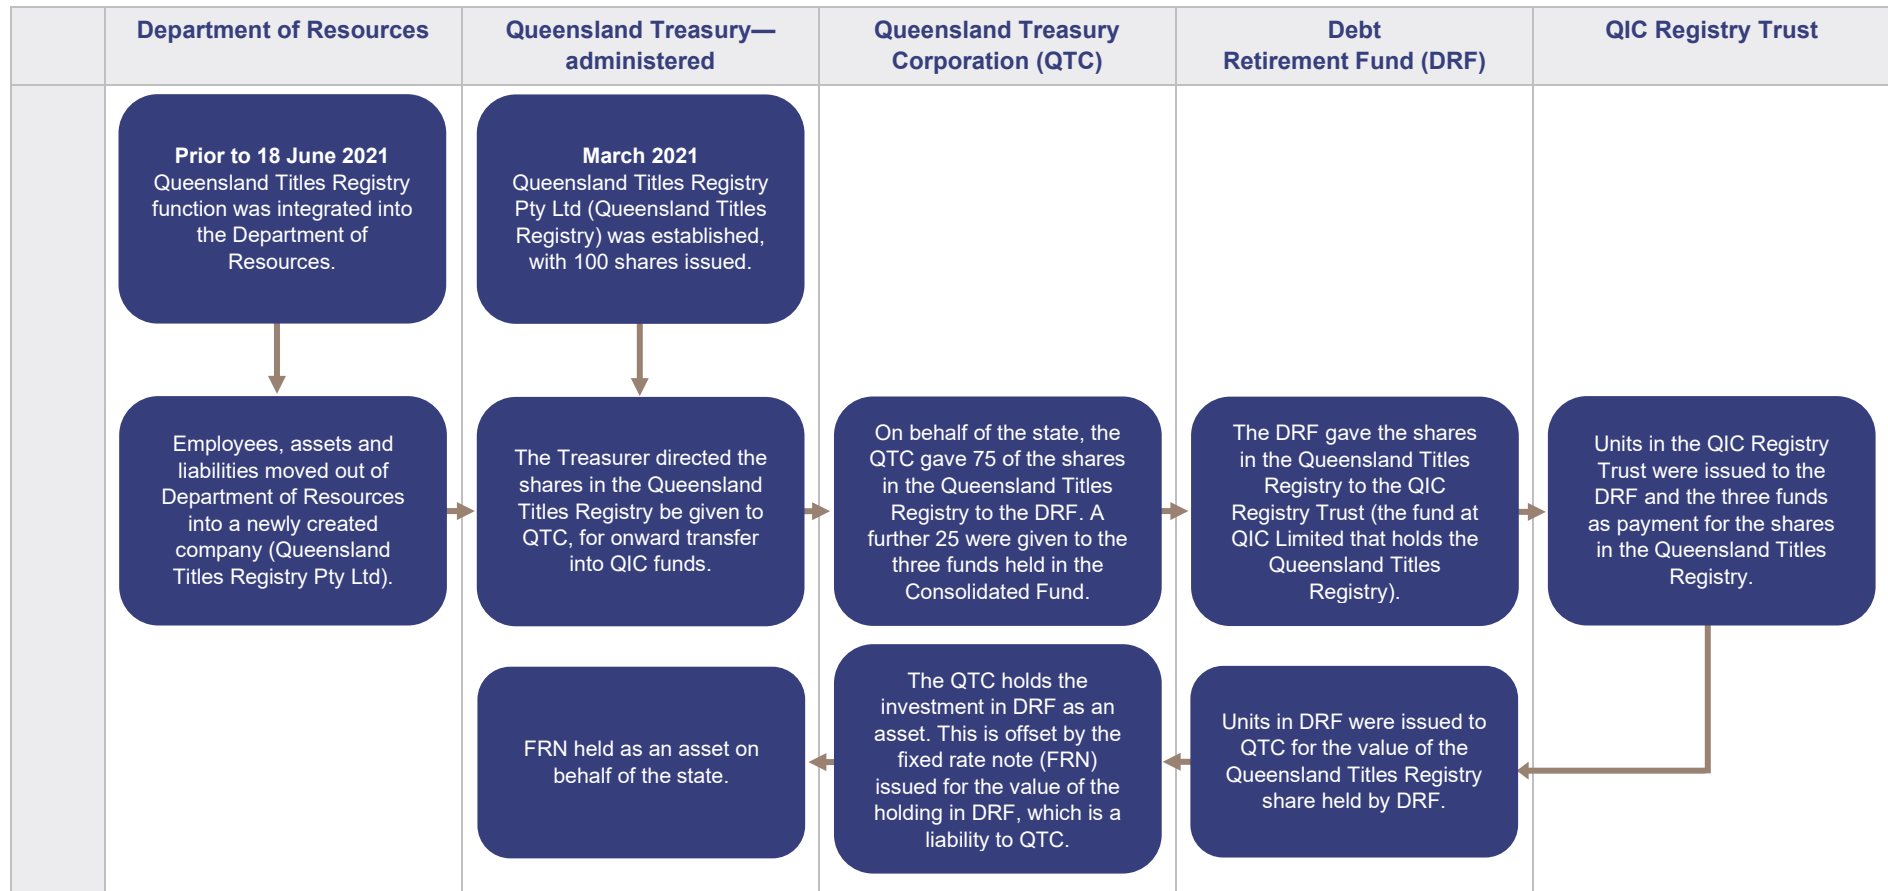 Department of Resources
Queensland Treasury—
administered
Queensland Treasury
Corporation (QTC)
Debt
Retirement Fund (DRF)
QIC Registry Trust
Prior to 18 June 2021
Queensland Titles Registry
function was integrated into
the Department of
Resources.
March 2021
Queensland Titles Registry
Pty Ltd (Queensland Titles
Registry) was established,
with 100 shares issued.
Employees, assets and
liabilities moved out of
Department of Resources
into a newly created
company (Queensland
Titles Registry Pty Ltd).
The Treasurer directed the
shares in the Queensland
Titles Registry be given to
QTC, for onward transfer
into QIC funds.
On behalf of the state, the
QTC gave 75 of the shares
in the Queensland Titles
Registry to the DRF. A
further 25 were given to the
three funds held in the
Consolidated Fund.
The DRF gave the shares
in the Queensland Titles
Registry to the QIC
Registry Trust (the fund at
QIC Limited that holds the
Queensland Titles
Registry).
Units in the QIC Registry
Trust were issued to the
DRF and the three funds
as payment for the shares
in the Queensland Titles
Registry.
FRN held as an asset on
behalf of the state.
The QTC holds the
investment in DRF as an
asset. This is offset by the
fixed rate note (FRN)
issued for the value of the
holding in DRF, which is a
liability to QTC.
Units in DRF were issued to
QTC for the value of the
Queensland Titles Registry
share held by DRF.